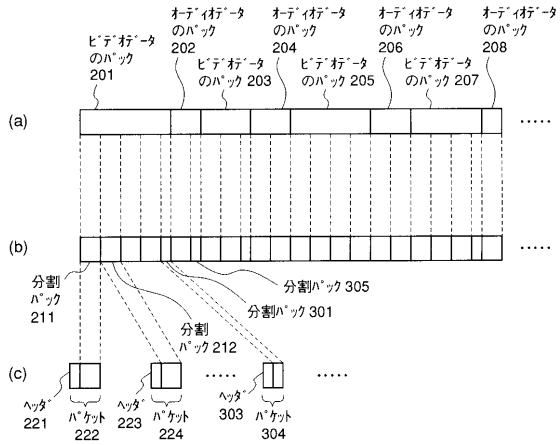 オーディオデータ
のパック
202
オーディオデータ
のパック
204
オーディオデータ
のパック
206
オーディオデータ
のパック
208
ビデオデータ
のパック
201
ビデオデータ
のパック 203
ビデオデータ
のパック 205
ビデオデータ
のパック 207
(a)
·····
(b)
·····
分割
パック
211
分割
パック 212
分割パック 305
分割パック 301
(c)
·····
·····
ヘッダ
221
パケット
222
ヘッダ
223
パケット
224
ヘッダ
303
パケット
304